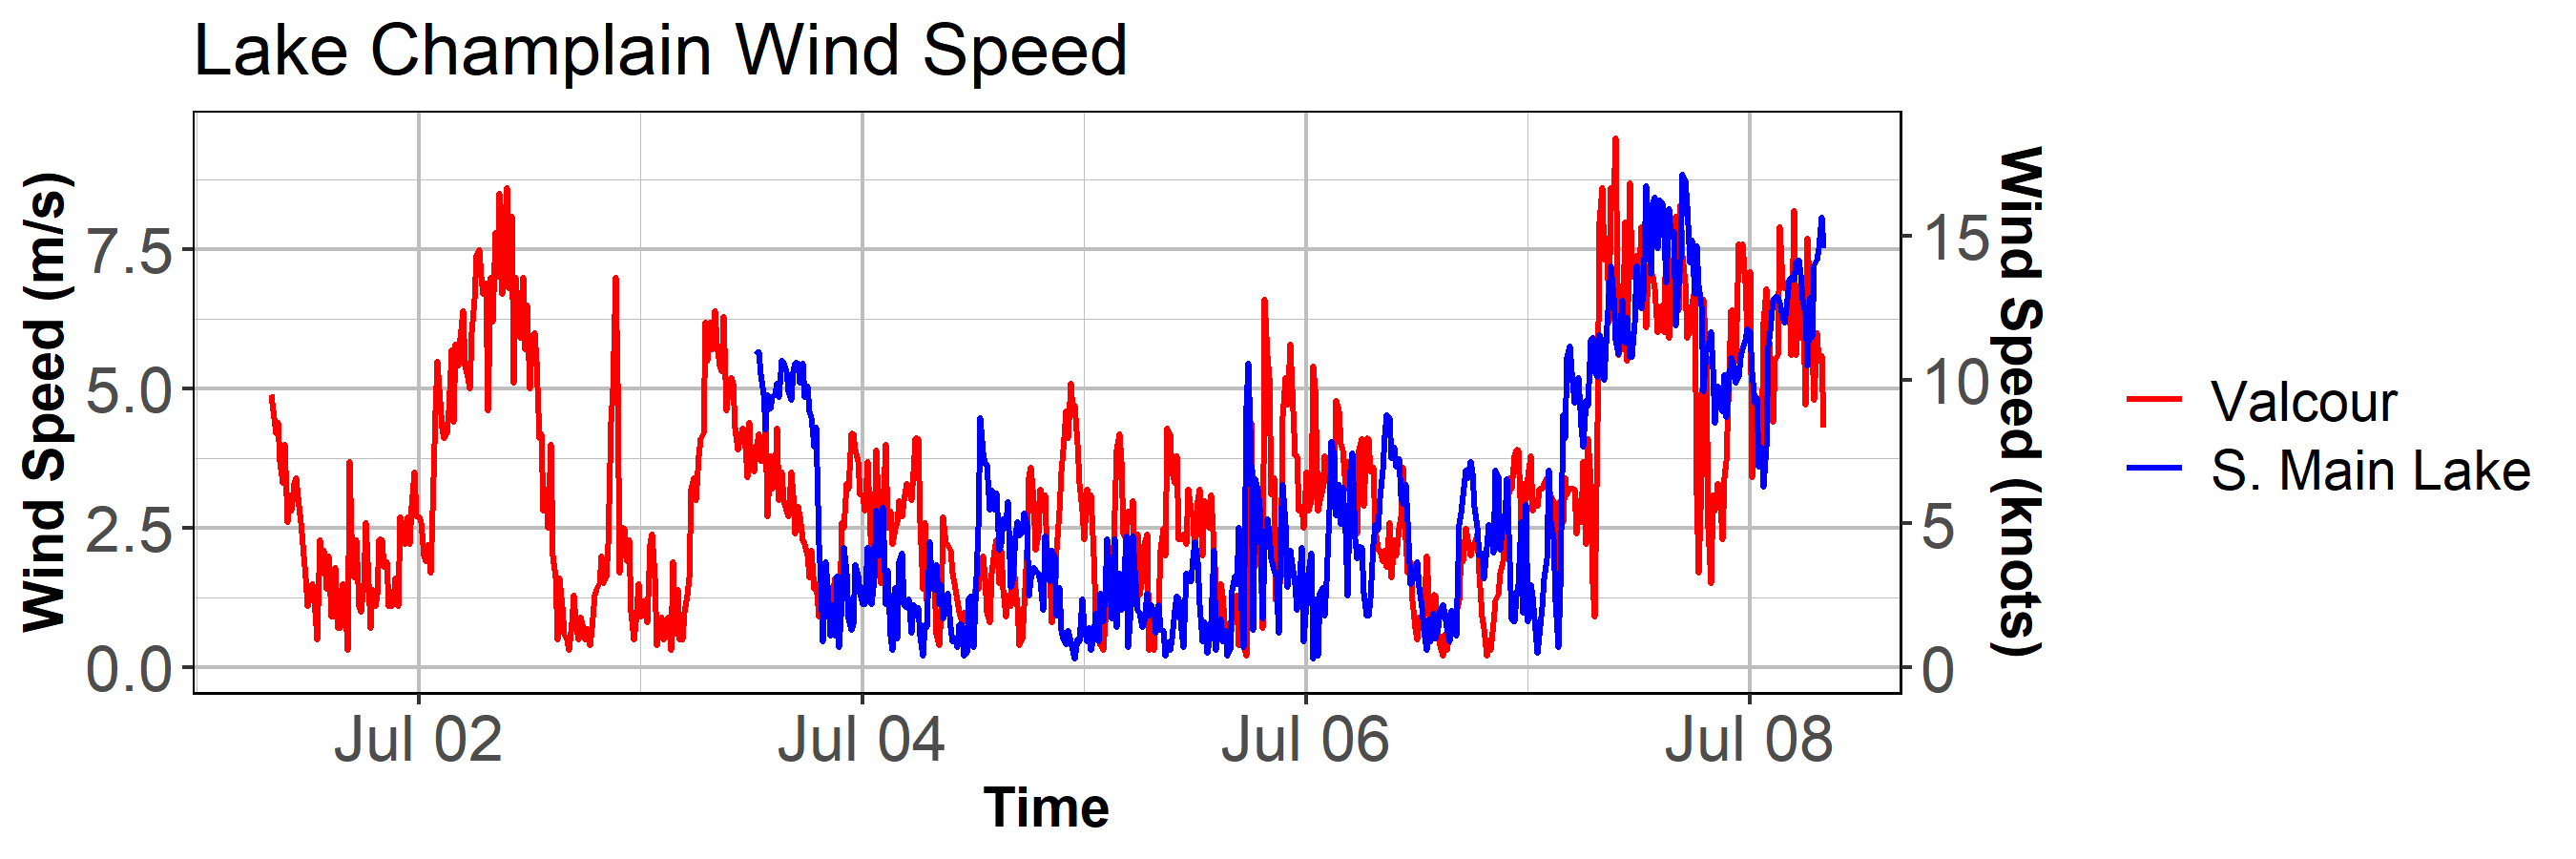 Lake Champlain Wind Speed
Wind Speed (m/s)
7.5
5.0
2.5
0.0
15
10
5
0
Wind Speed (knots)
Jul 02
Jul 04
Jul 06
Jul 08
Time
Valcour
S. Main Lake